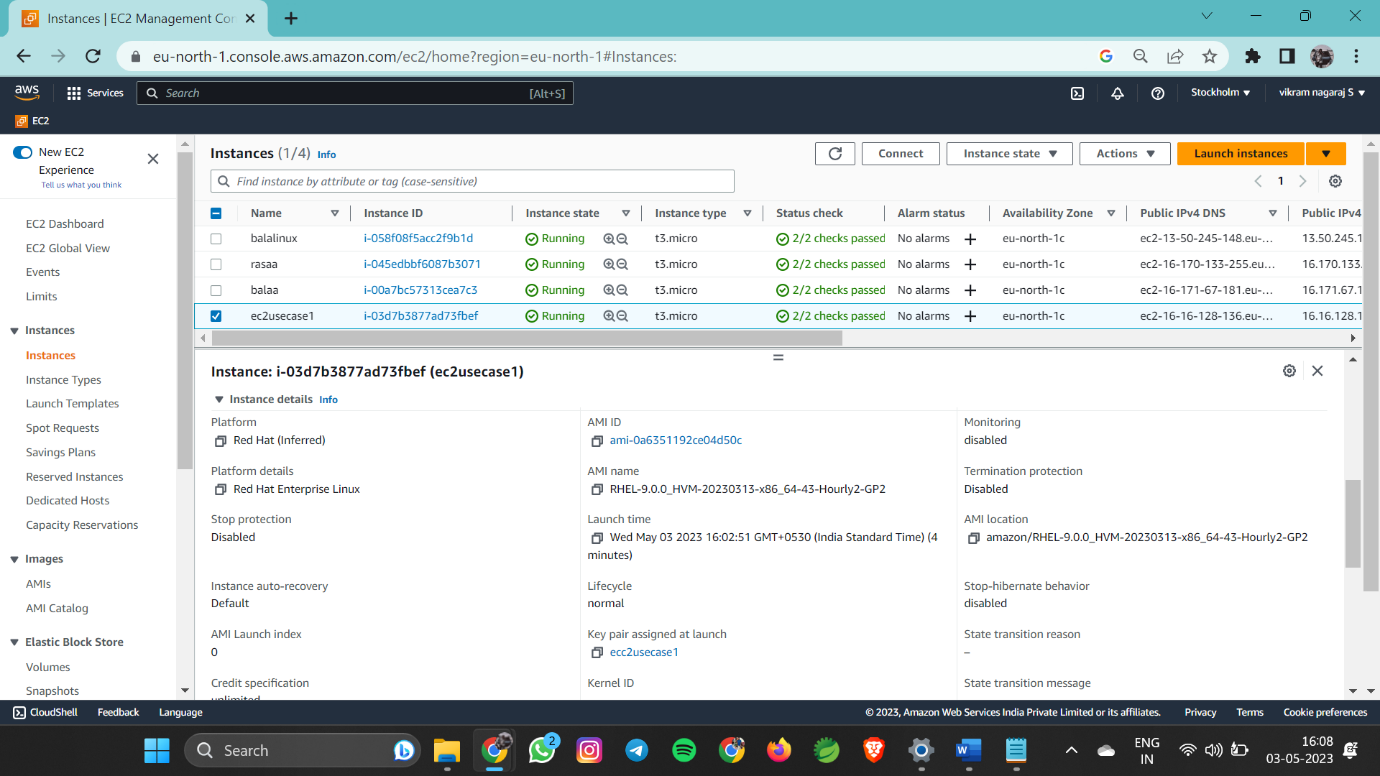 Instances | EC2 Management Con
eu-north-1.console.aws.amazon.com/ec2/home?region=eu-north-1#Instances:
aws
Services
Search
[Alt+S]
Stockholm ▼
vikram nagaraj S ▼
EC2
New EC2
Experience
Tell us what you think
EC2 Dashboard
EC2 Global View
Events
Limits
Instances
Instances
Instance Types
Launch Templates
Spot Requests
Savings Plans
Reserved Instances
Dedicated Hosts
Capacity Reservations
Images
AMIs
AMI Catalog
Elastic Block Store
Volumes
Snapshots
Instances (1/4) Info
Connect
Instance state ▼
Actions ▼
Launch instances
Find instance by attribute or tag (case-sensitive)
1
Name Instance ID Instance state Instance type Status check Alarm status Availability Zone Public IPv4 DNS Public IPv4
balalinux i-058f08f5acc2f9b1d Running t3.micro 2/2 checks passed No alarms + eu-north-1c ec2-13-50-245-148.eu-... 13.50.245.1
rasaa i-045edbbf6087b3071 Running t3.micro 2/2 checks passed No alarms + eu-north-1c ec2-16-170-133-255.eu... 16.170.133.
balaa i-00a7bc57313cea7c3 Running t3.micro 2/2 checks passed No alarms + eu-north-1c ec2-16-171-67-181.eu-... 16.171.67.1
ec2usecase1 i-03d7b3877ad73fbef Running t3.micro 2/2 checks passed No alarms + eu-north-1c ec2-16-16-128-136.eu-... 16.16.128.1
Instance: i-03d7b3877ad73fbef (ec2usecase1)
Instance details Info
Platform
Red Hat (Inferred)
AMI ID
ami-0a6351192ce04d50c
Monitoring
disabled
Platform details
Red Hat Enterprise Linux
AMI name
RHEL-9.0.0_HVM-20230313-x86_64-43-Hourly2-GP2
Termination protection
Disabled
Stop protection
Disabled
Launch time
Wed May 03 2023 16:02:51 GMT+0530 (India Standard Time) (4
minutes)
AMI location
amazon/RHEL-9.0.0_HVM-20230313-x86_64-43-Hourly2-GP2
Instance auto-recovery
Default
Lifecycle
normal
Stop-hibernate behavior
disabled
AMI Launch index
0
Key pair assigned at launch
ecc2usecase1
State transition reason
–
Credit specification
unlimited
Kernel ID
State transition message
CloudShell
Feedback
Language
© 2023, Amazon Web Services India Private Limited or its affiliates.
Privacy
Terms
Cookie preferences
Search
2
ENG
IN
16:08
03-05-2023